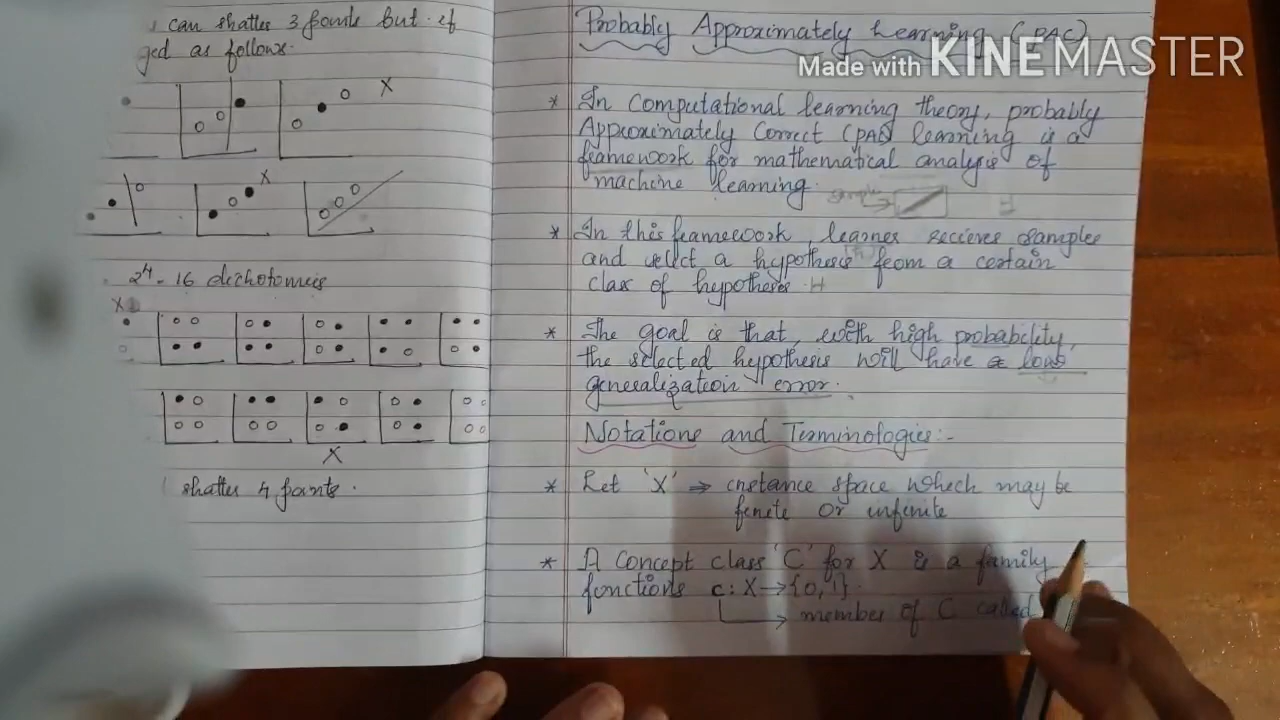 can shatter 3 points but if
ged as follows.
X
X
2⁴ - 16 dichotomies
X
X
shatter 4 points.
Probably Approximately Learning (PAC)
Made with KINEMASTER
* In computational learning theory, probably
Approximately Correct (PAC) learning is a
framework for mathematical analysis of
machine learning.
* In this framework, learner recieves samples
and select a hypothesis from a certain
class of hypotheses. H
* The goal is that, with high probability,
the selected hypothesis will have a low
generalization error.
Notations and Terminologies:-
* Let 'X' ⇒ instance space which may be
finite or infinite
* A Concept class 'C' for X is a family
functions c: X→{0,1}.
member of C called